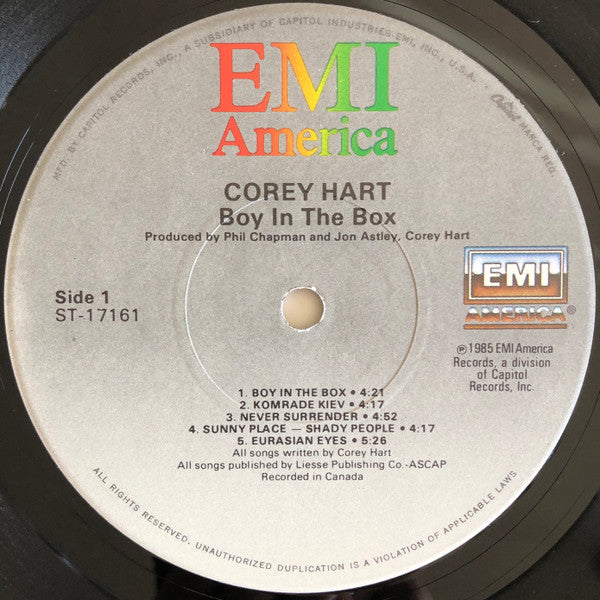 MFD. BY CAPITOL RECORDS, INC., A SUBSIDIARY OF CAPITOL INDUSTRIES-EMI, INC., U.S.A.
Capitol MARCA REG.
EMI
America
COREY HART
Boy In The Box
Produced by Phil Chapman and Jon Astley, Corey Hart
Side 1
ST-17161
EMI
AMERICA®
℗1985 EMI America
Records, a division
of Capitol
Records, Inc.
1. BOY IN THE BOX • 4:21
2. KOMRADE KIEV • 4:17
3. NEVER SURRENDER • 4:52
4. SUNNY PLACE — SHADY PEOPLE • 4:17
5. EURASIAN EYES • 5:26
All songs written by Corey Hart
All songs published by Liesse Publishing Co.-ASCAP
Recorded in Canada
ALL RIGHTS RESERVED. UNAUTHORIZED DUPLICATION IS A VIOLATION OF APPLICABLE LAWS